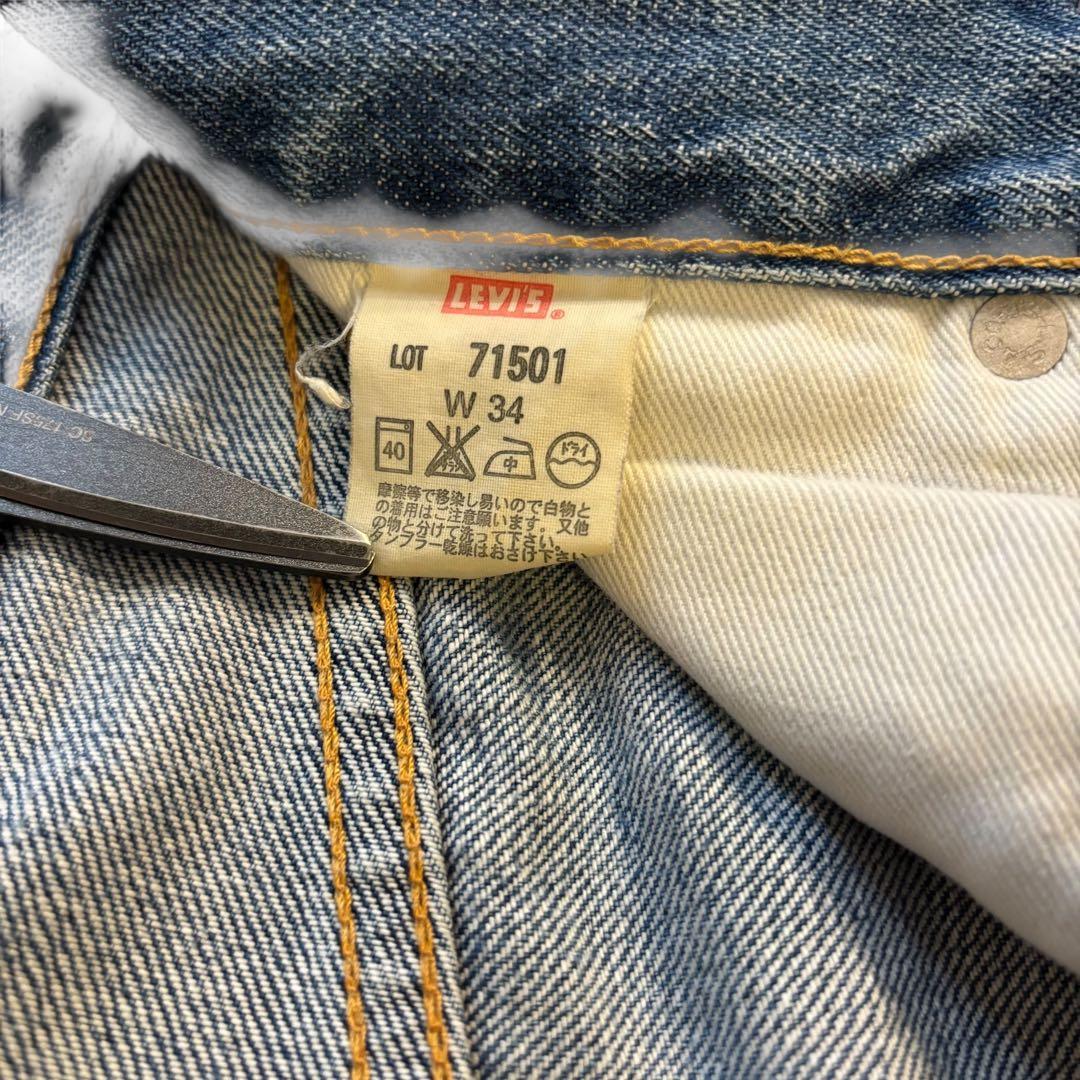 LEVI'S®
LOT 71501
W 34
40 中 ドライ
摩擦等で移染し易いので白物と
の着用はご注意願います。又他
の物と分けて洗って下さい。
タンブラー乾燥はおさけ下さい
SC-175SF